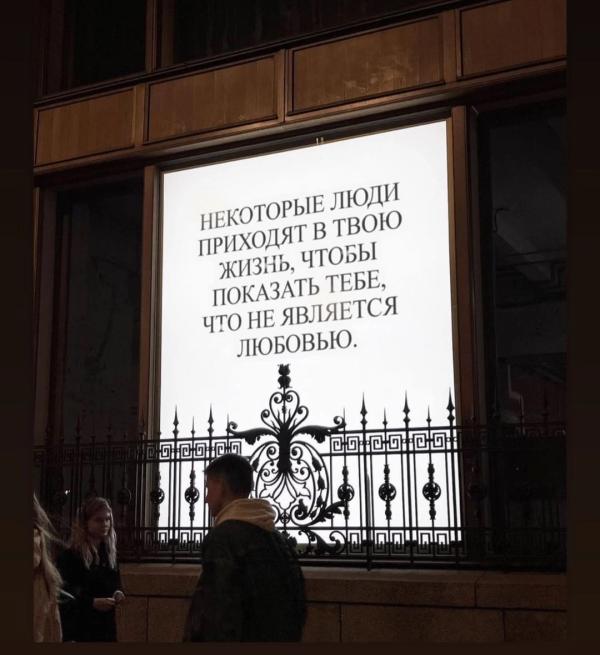 НЕКОТОРЫЕ ЛЮДИ
ПРИХОДЯТ В ТВОЮ
ЖИЗНЬ, ЧТОБЫ
ПОКАЗАТЬ ТЕБЕ,
ЧТО НЕ ЯВЛЯЕТСЯ
ЛЮБОВЬЮ.